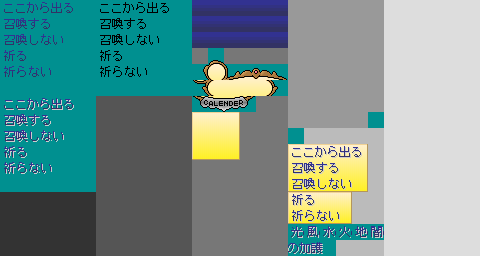 ここから出る
召喚する
召喚しない
祈る
祈らない
ここから出る
召喚する
召喚しない
祈る
祈らない
ここから出る
召喚する
召喚しない
祈る
祈らない
CALENDER
ここから出る
召喚する
召喚しない
祈る
祈らない
光風水火地闇
の加護